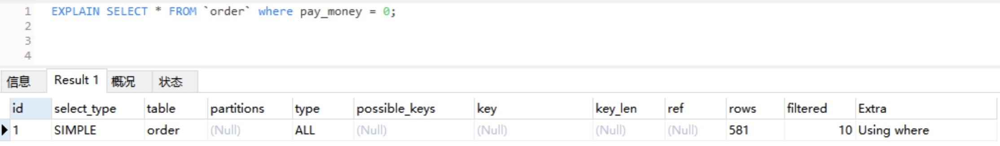 1 EXPLAIN SELECT * FROM `order` where pay_money = 0;
2
3
4
信息 Result 1 概况 状态
id select_type table partitions type possible_keys key key_len ref rows filtered Extra
1 SIMPLE order (Null) ALL (Null) (Null) (Null) (Null) 581 10 Using where